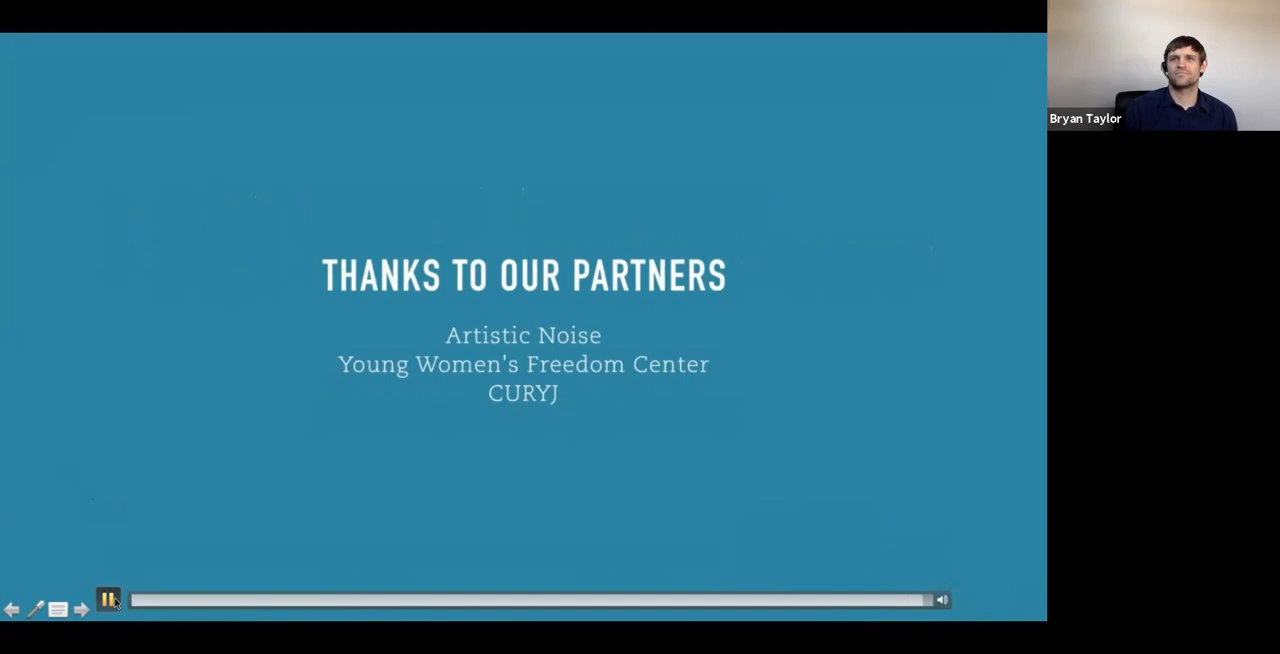 THANKS TO OUR PARTNERS
Artistic Noise
Young Women's Freedom Center
CURYJ
Bryan Taylor